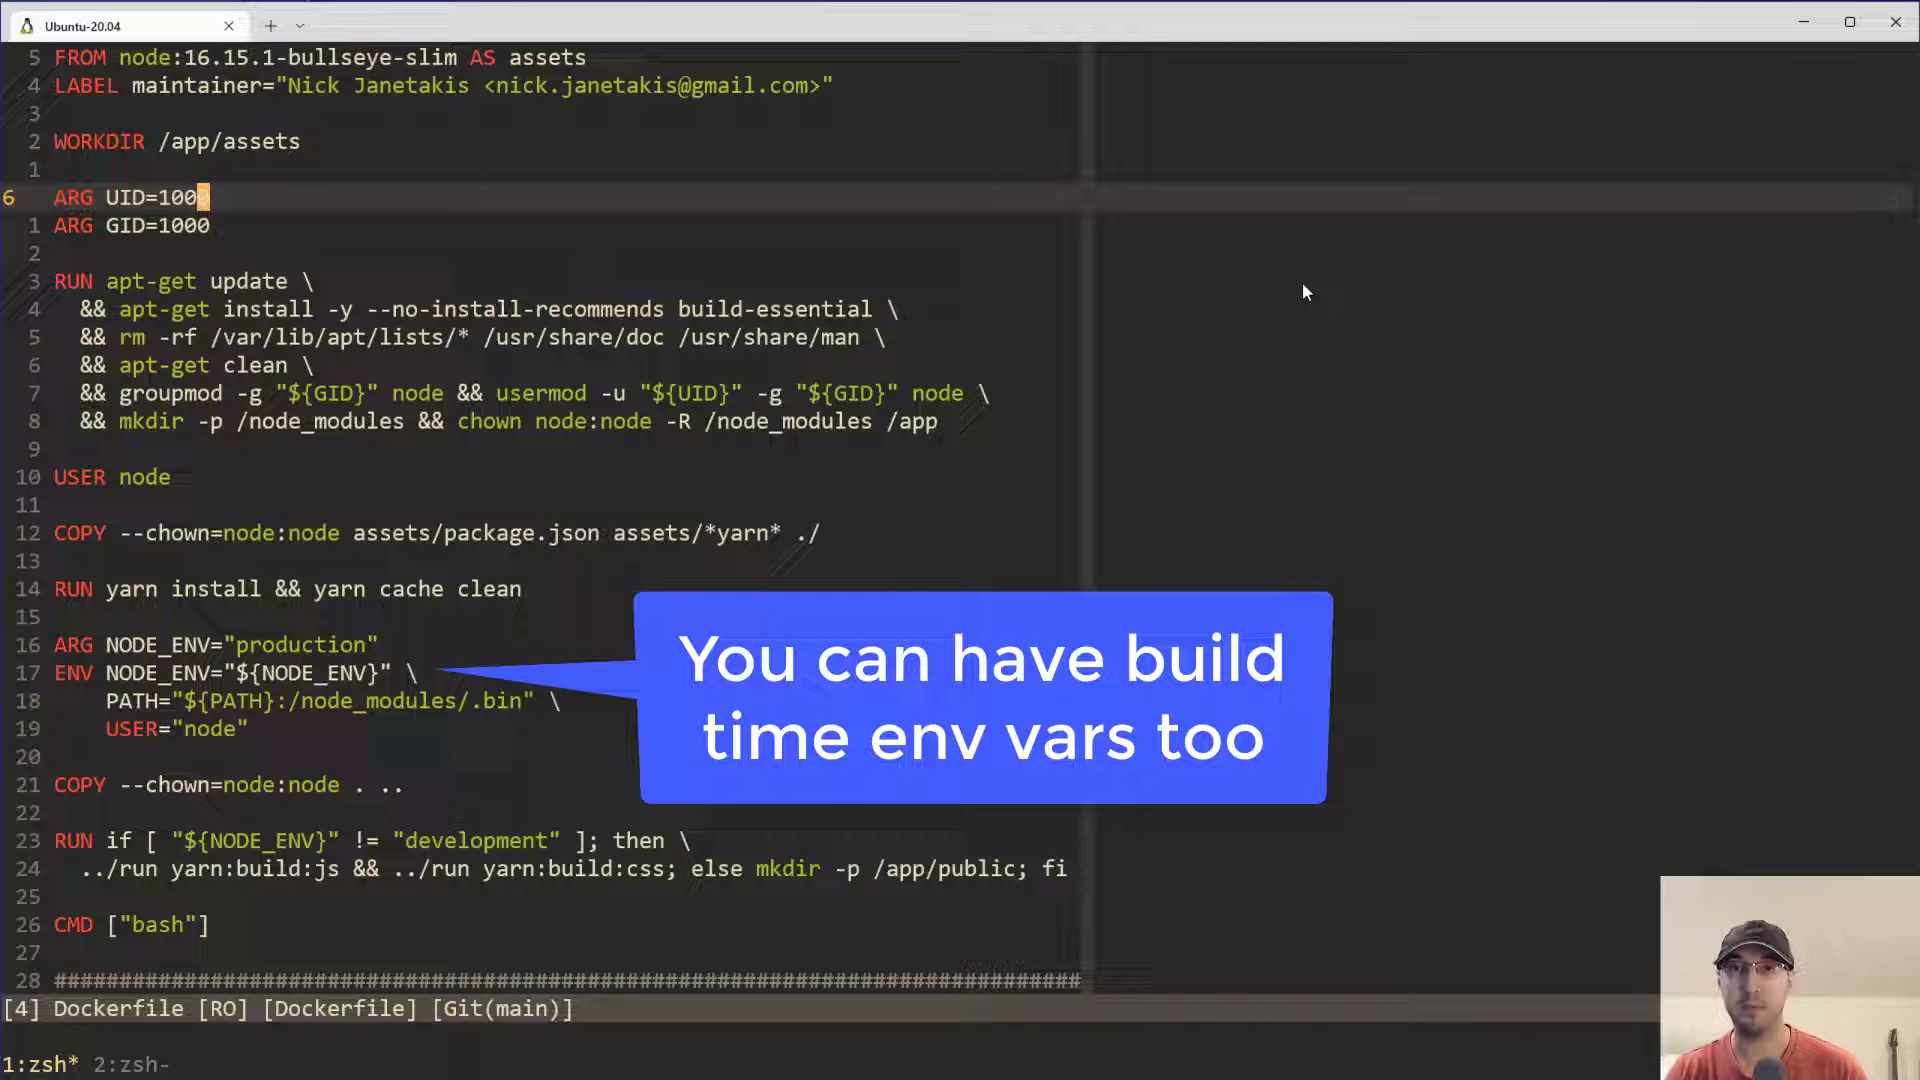 Ubuntu-20.04
5 FROM node:16.15.1-bullseye-slim AS assets
4 LABEL maintainer="Nick Janetakis <nick.janetakis@gmail.com>"
3
2 WORKDIR /app/assets
1
6 ARG UID=1000
1 ARG GID=1000
2
3 RUN apt-get update \
4 && apt-get install -y --no-install-recommends build-essential \
5 && rm -rf /var/lib/apt/lists/* /usr/share/doc /usr/share/man \
6 && apt-get clean \
7 && groupmod -g "${GID}" node && usermod -u "${UID}" -g "${GID}" node \
8 && mkdir -p /node_modules && chown node:node -R /node_modules /app
9
10 USER node
11
12 COPY --chown=node:node assets/package.json assets/*yarn* ./
13
14 RUN yarn install && yarn cache clean
15
16 ARG NODE_ENV="production"
17 ENV NODE_ENV="${NODE_ENV}" \
18 PATH="${PATH}:/node_modules/.bin" \
19 USER="node"
20
21 COPY --chown=node:node . ..
22
23 RUN if [ "${NODE_ENV}" != "development" ]; then \
24 ../run yarn:build:js && ../run yarn:build:css; else mkdir -p /app/public; fi
25
26 CMD ["bash"]
27
28 ###############################################################################
You can have build
time env vars too
[4] Dockerfile [RO] [Dockerfile] [Git(main)]
1:zsh* 2:zsh-